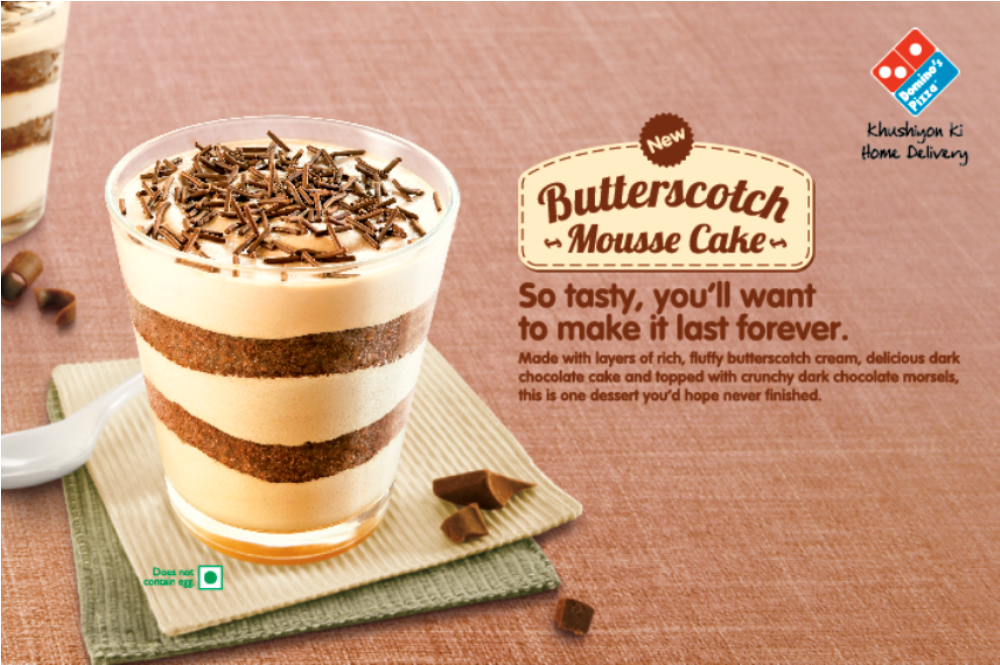 Domino's
Pizza
Khushiyon Ki
Home Delivery
New
Butterscotch
Mousse Cake
So tasty, you'll want
to make it last forever.
Made with layers of rich, fluffy butterscotch cream, delicious dark
chocolate cake and topped with crunchy dark chocolate morsels,
this is one dessert you'd hope never finished.
Does not
contain egg.